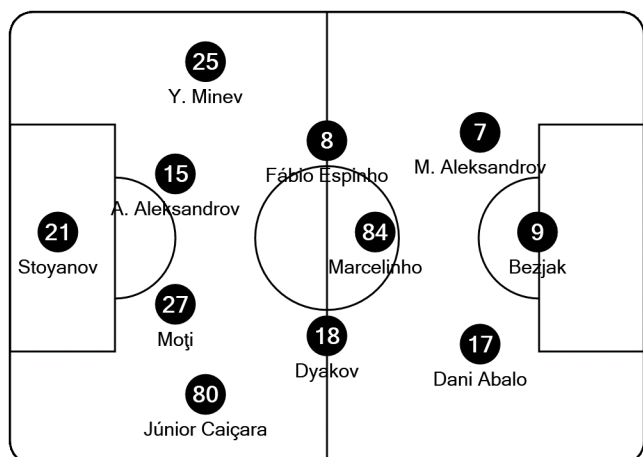 25
Y. Minev
8
Fábio Espinho
7
M. Aleksandrov
15
A. Aleksandrov
21
Stoyanov
84
Marcelinho
9
Bezjak
27
Moţi
18
Dyakov
17
Dani Abalo
80
Júnior Caiçara